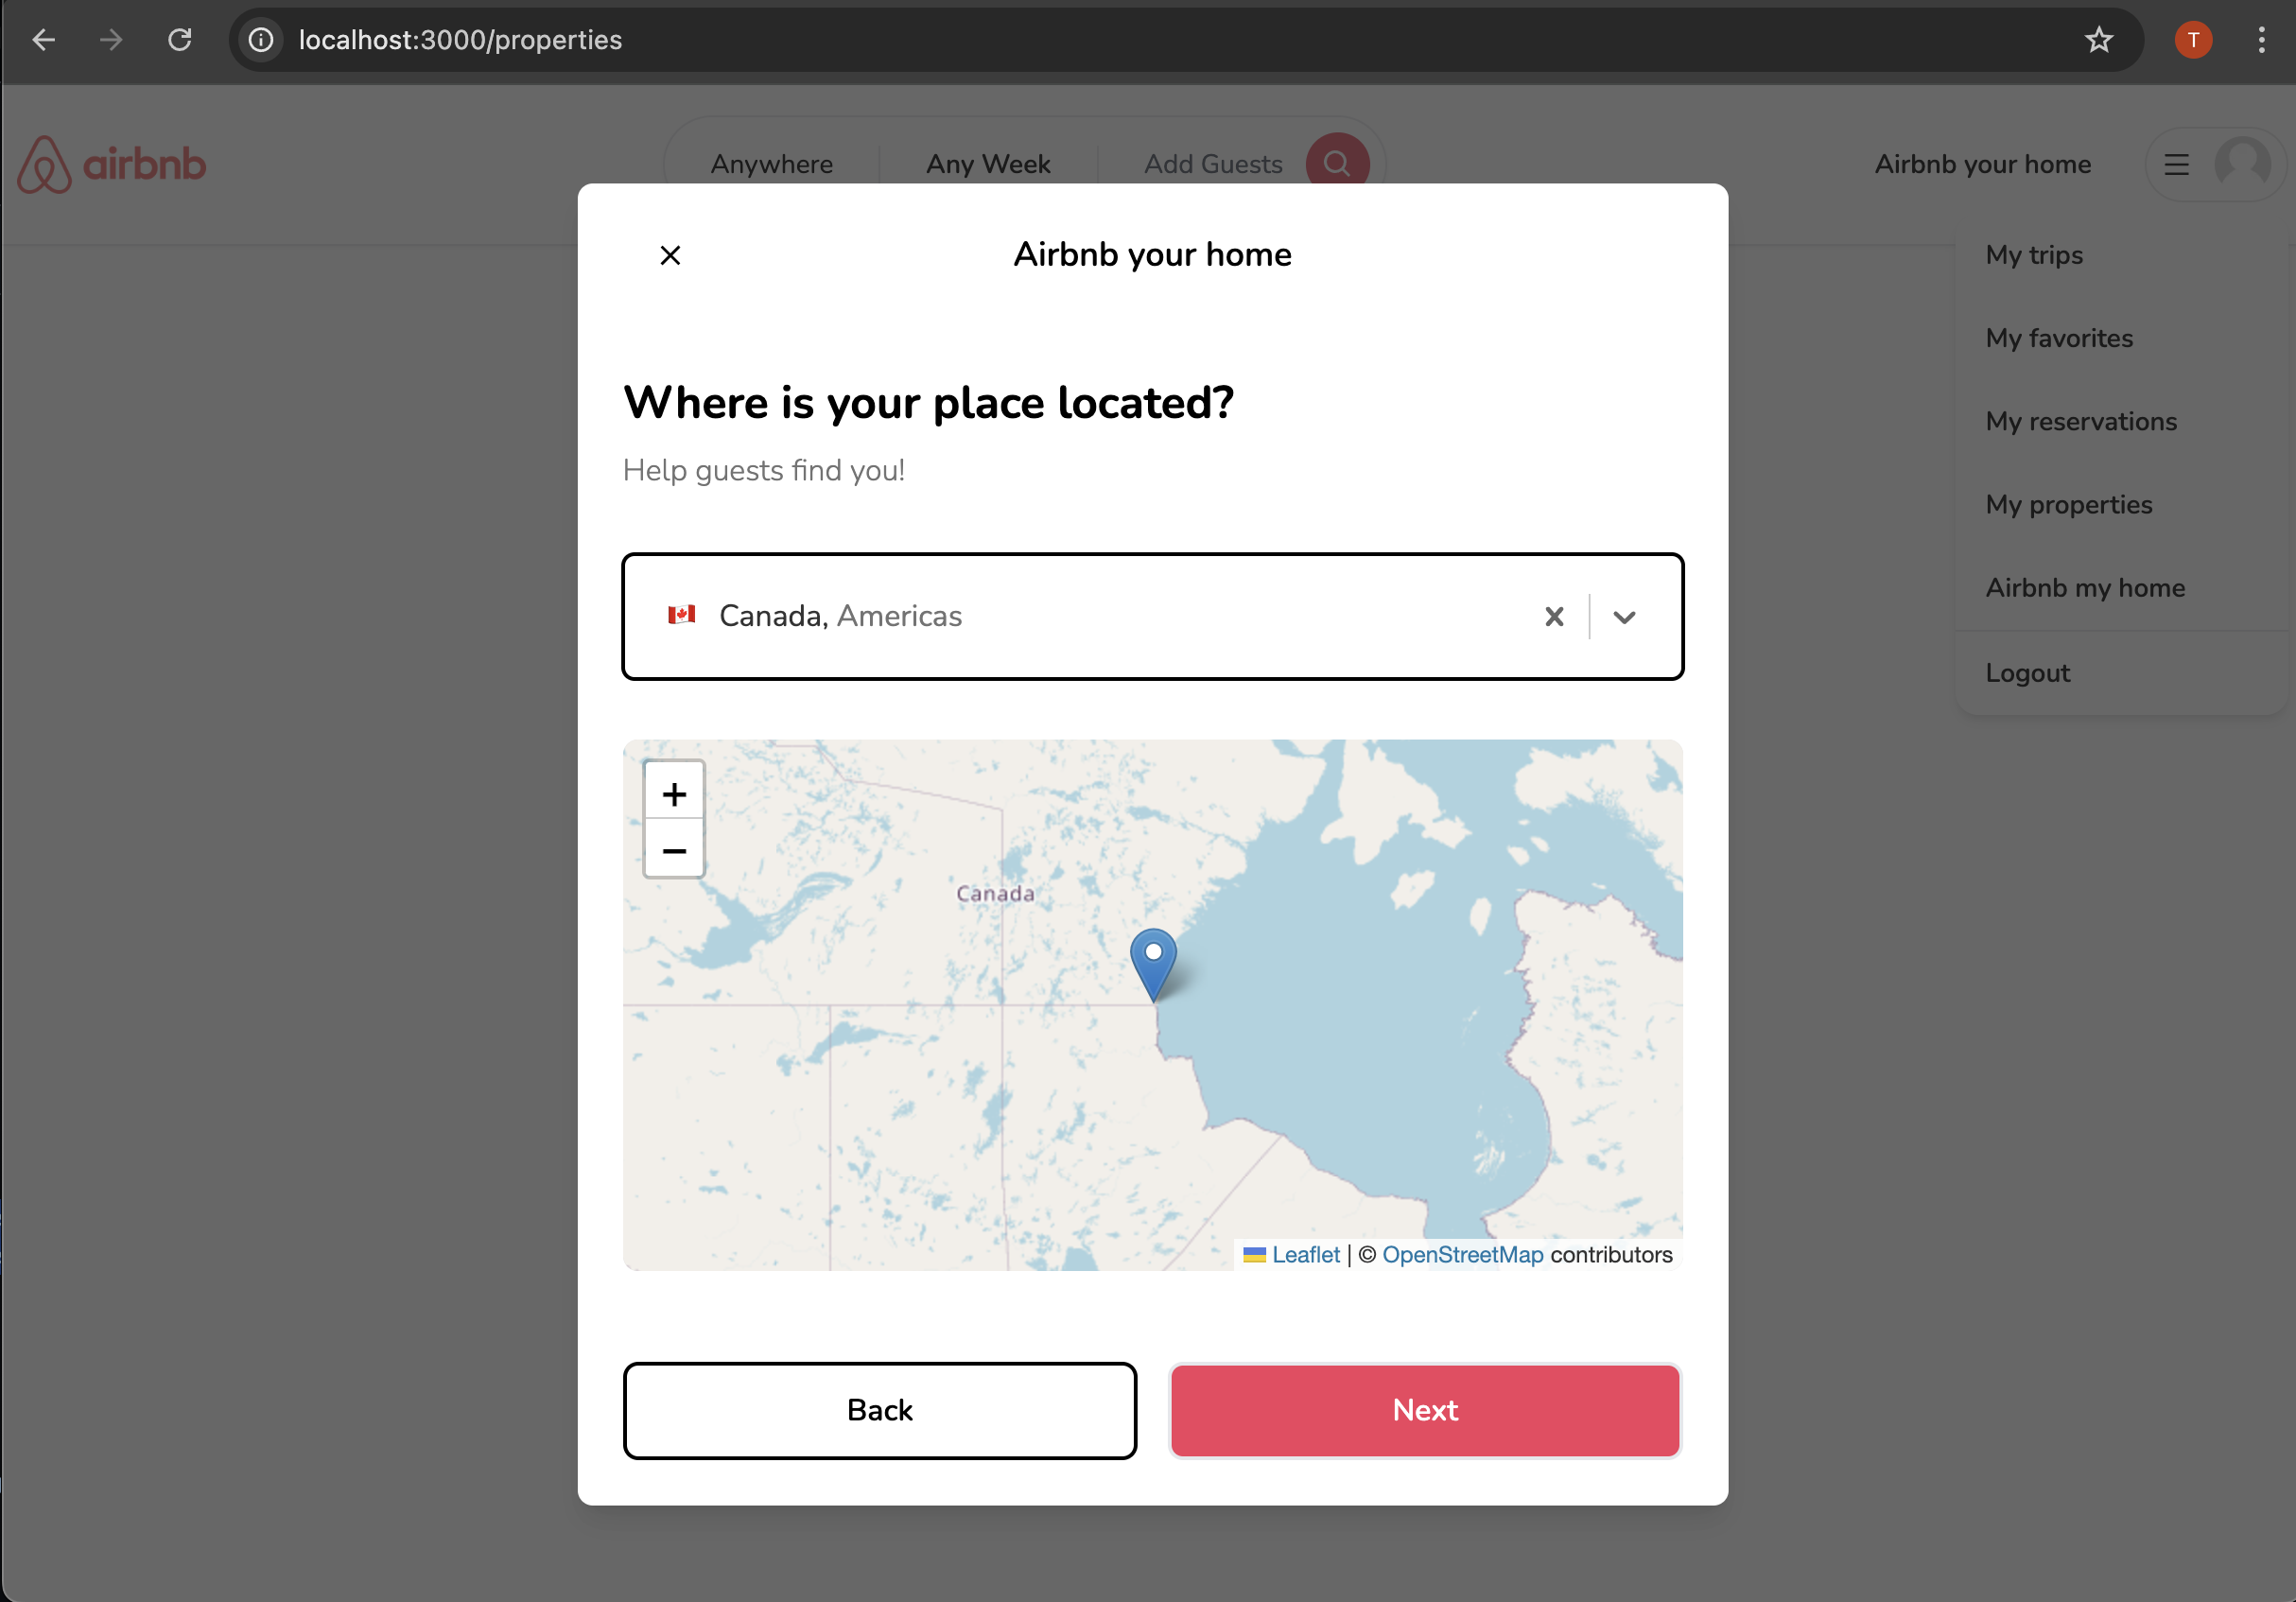 localhost:3000/properties
T
airbnb
Anywhere
Any Week
Add Guests
Airbnb your home
Airbnb your home
My trips
My favorites
My reservations
My properties
Airbnb my home
Logout
Where is your place located?
Help guests find you!
Canada, Americas
+
−
Canada
Leaflet | © OpenStreetMap contributors
Back
Next